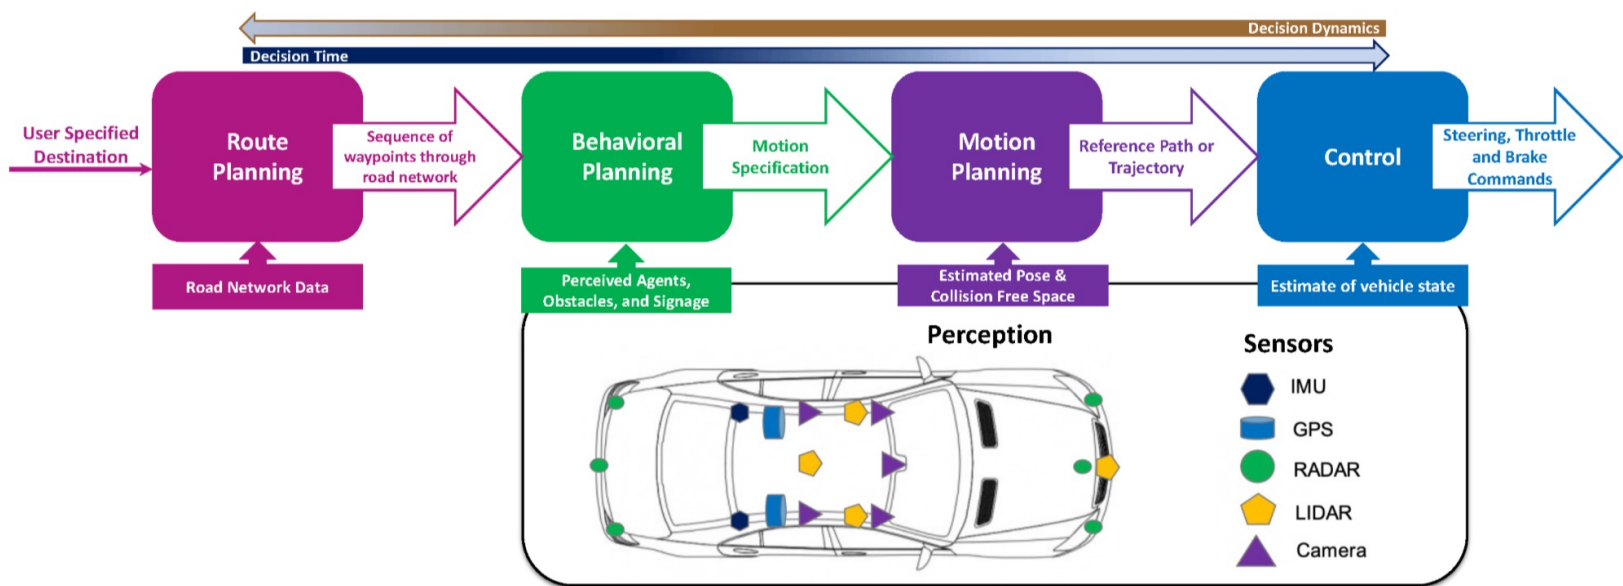 Decision Dynamics
Decision Time
User Specified
Destination
Route
Planning
Sequence of
waypoints through
road network
Behavioral
Planning
Motion
Specification
Motion
Planning
Reference Path or
Trajectory
Control
Steering, Throttle
and Brake
Commands
Road Network Data
Perceived Agents,
Obstacles, and Signage
Estimated Pose &
Collision Free Space
Estimate of vehicle state
Perception
Sensors
IMU
GPS
RADAR
LIDAR
Camera